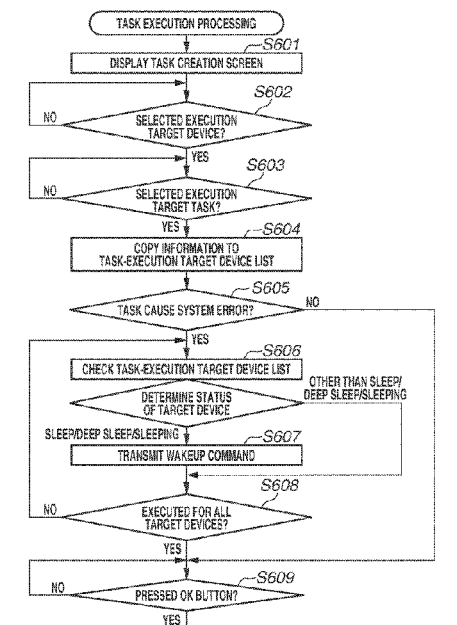 TASK EXECUTION PROCESSING
S601
DISPLAY TASK CREATION SCREEN
S602
NO
SELECTED EXECUTION
TARGET DEVICE?
YES
S603
NO
SELECTED EXECUTION
TARGET TASK?
YES
S604
COPY INFORMATION TO
TASK-EXECUTION TARGET DEVICE LIST
S605
NO
TASK CAUSE SYSTEM ERROR?
YES
S606
CHECK TASK-EXECUTION TARGET DEVICE LIST
OTHER THAN SLEEP/
DEEP SLEEP/SLEEPING
DETERMINE STATUS
OF TARGET DEVICE
SLEEP/DEEP SLEEP/SLEEPING
S607
TRANSMIT WAKEUP COMMAND
S608
NO
EXECUTED FOR ALL
TARGET DEVICES?
YES
S609
NO
PRESSED OK BUTTON?
YES